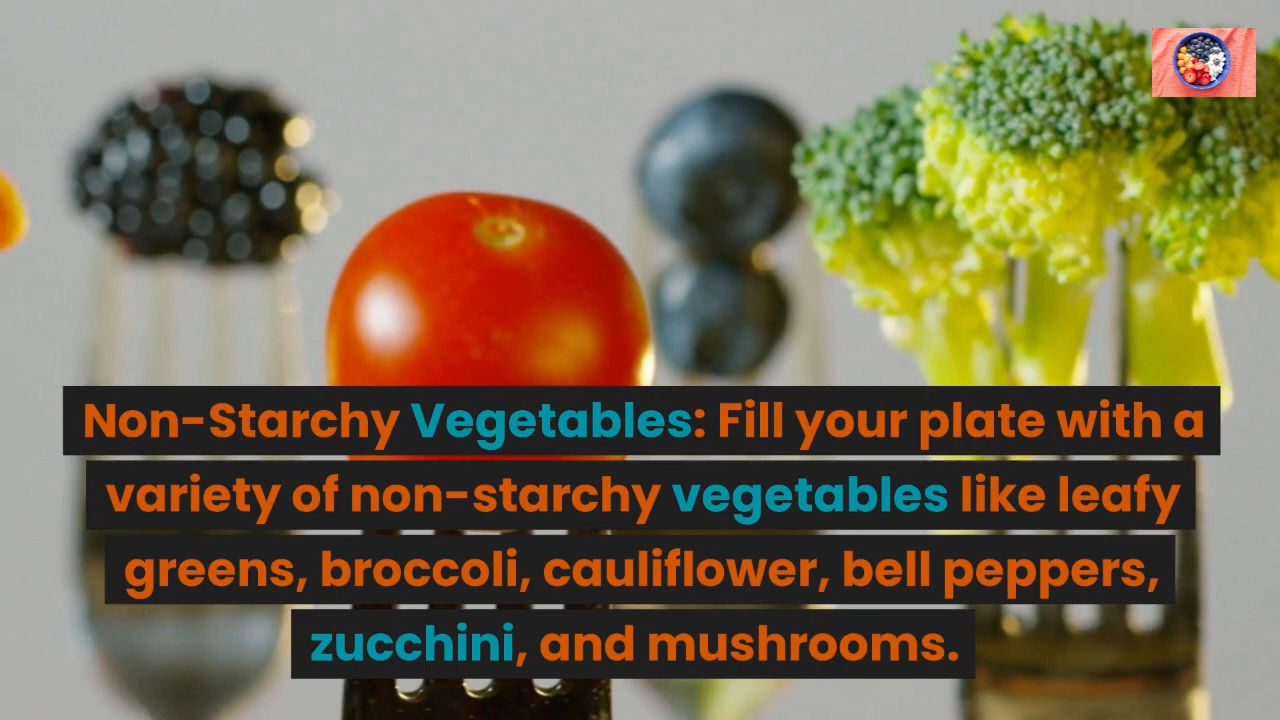 Non-Starchy Vegetables: Fill your plate with a
variety of non-starchy vegetables like leafy
greens, broccoli, cauliflower, bell peppers,
zucchini, and mushrooms.